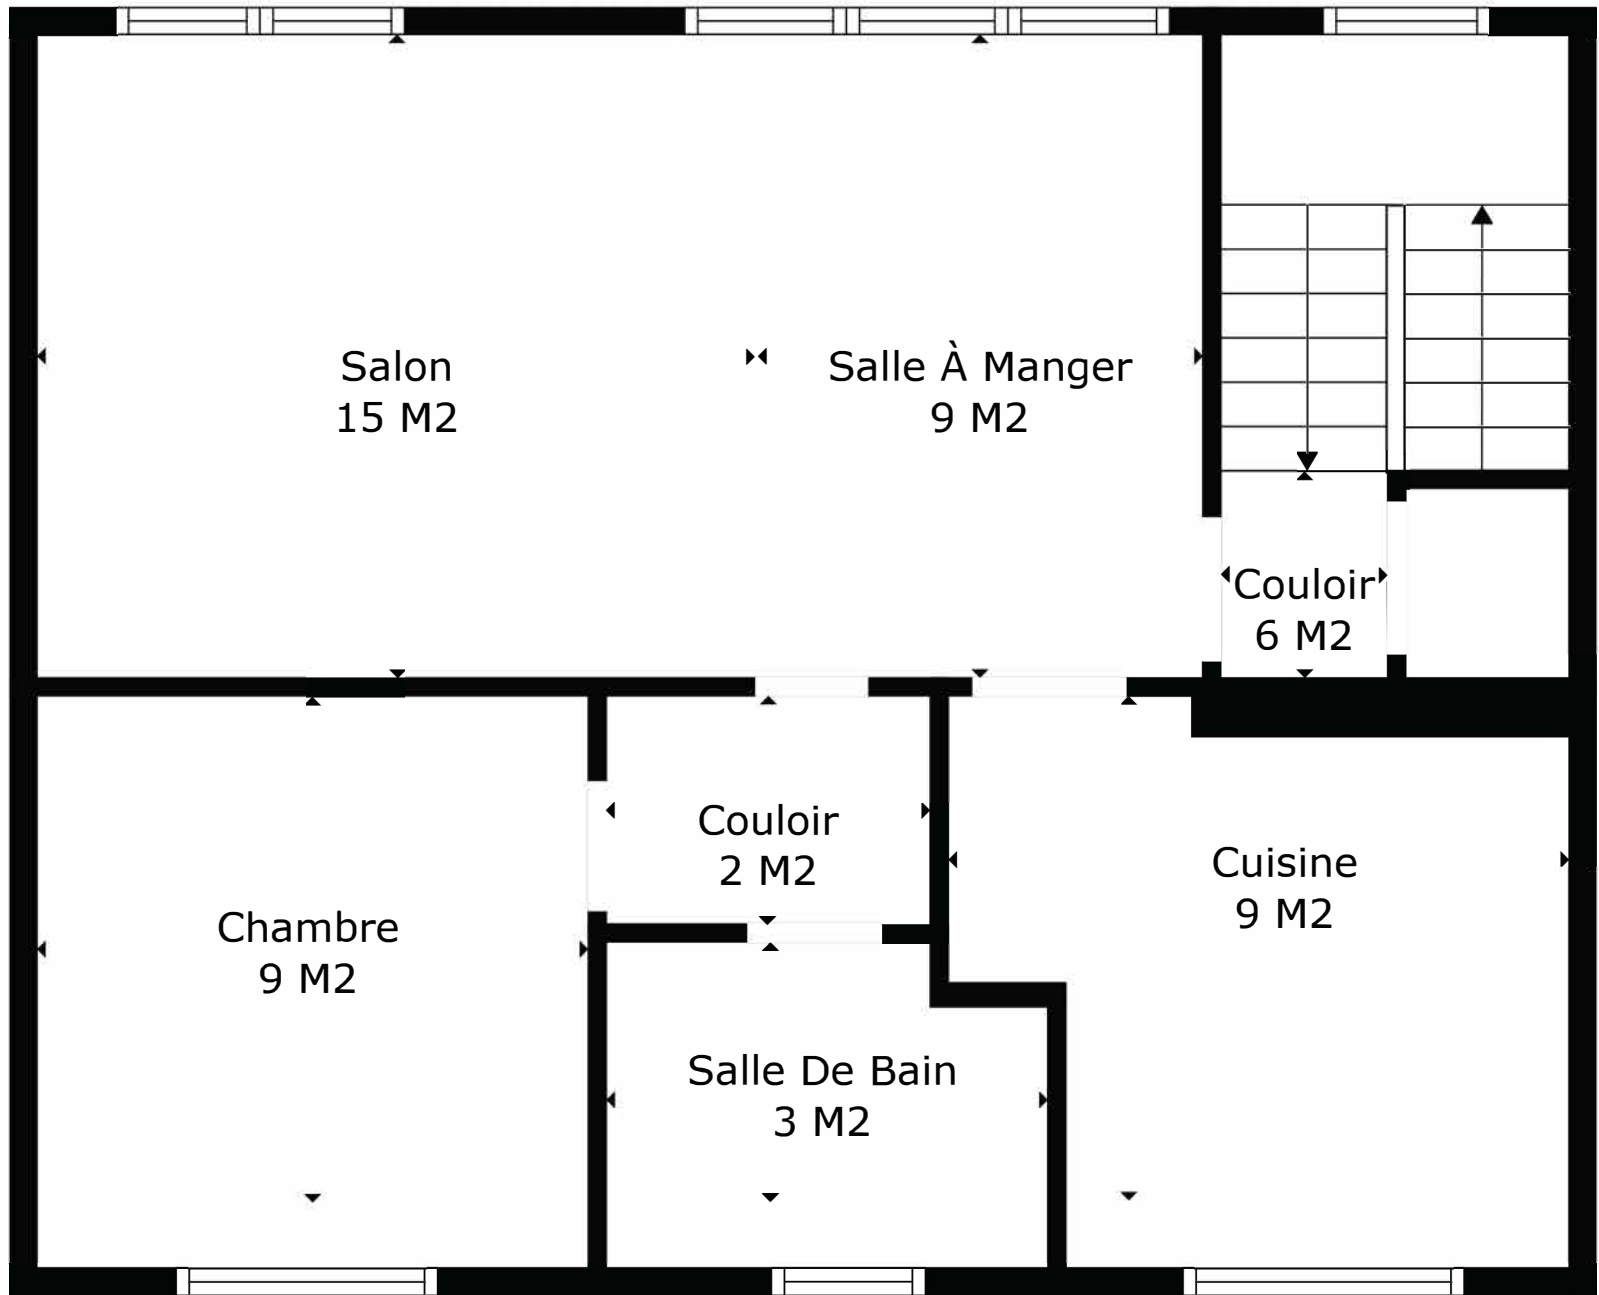 Salon
15 M2
Salle À Manger
9 M2
Couloir
6 M2
Couloir
2 M2
Cuisine
9 M2
Chambre
9 M2
Salle De Bain
3 M2